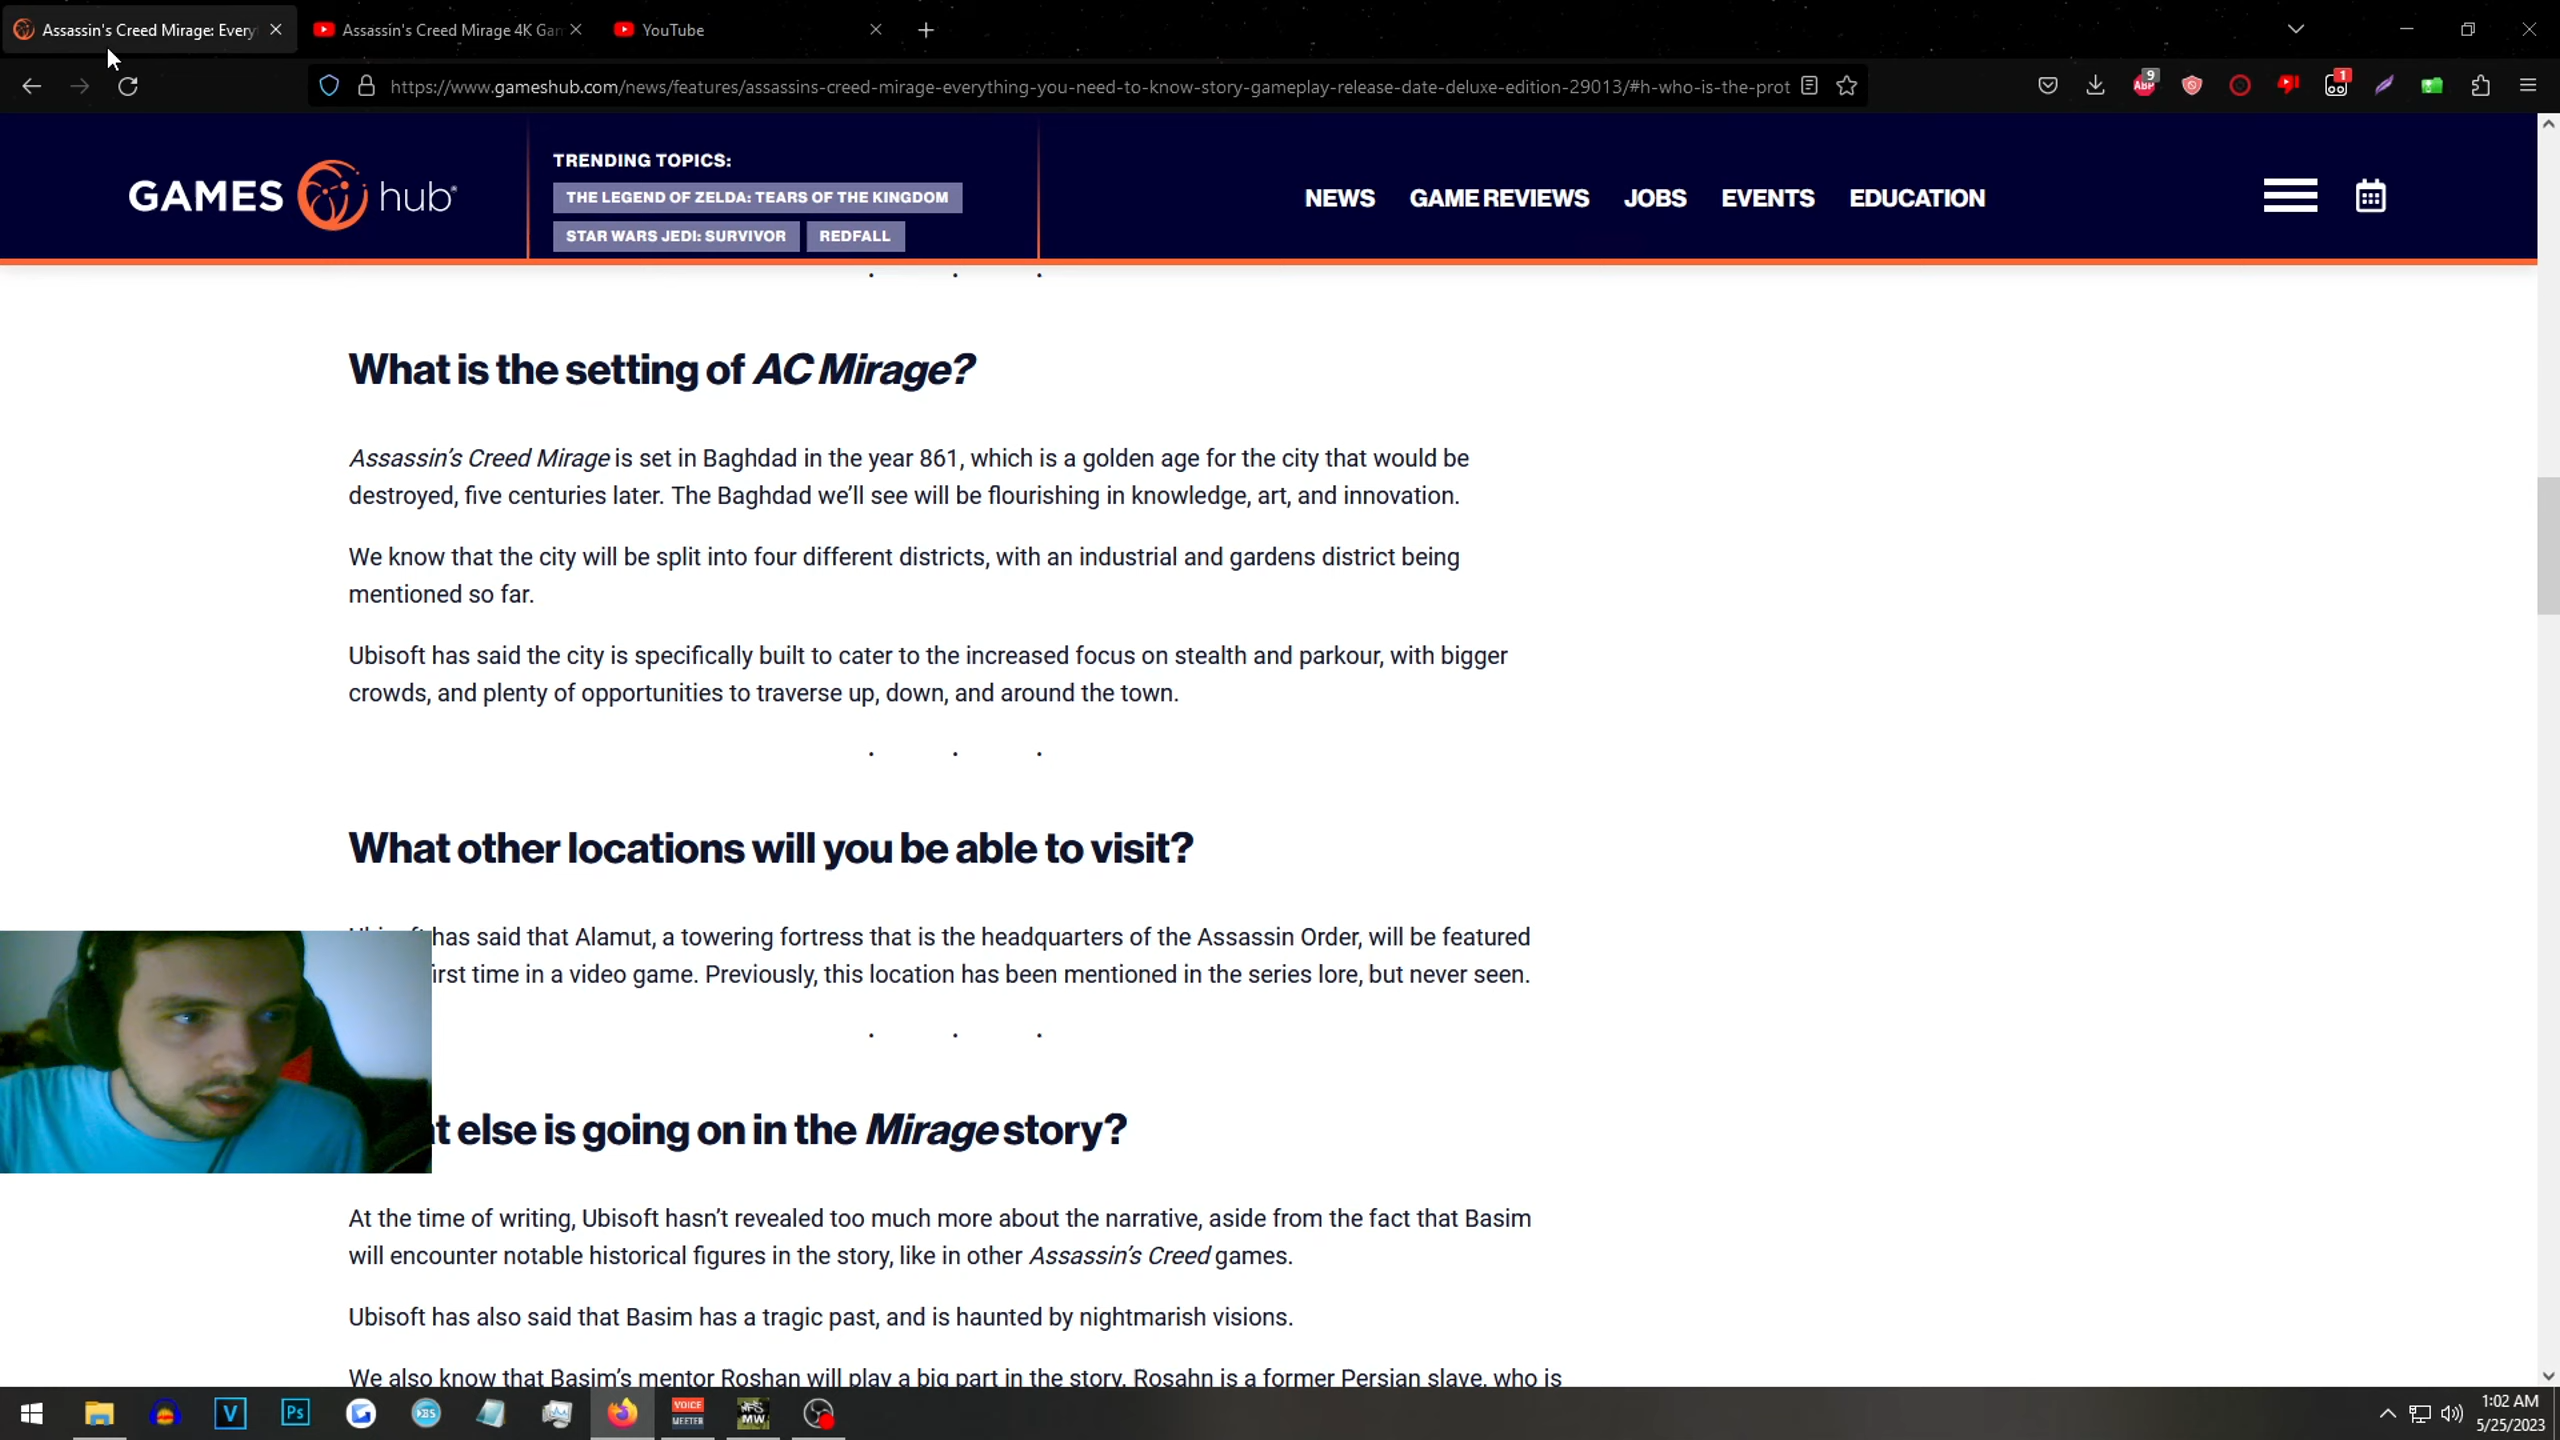 Assassin's Creed Mirage: Every
Assassin's Creed Mirage 4K Gam
YouTube
https://www.gameshub.com/news/features/assassins-creed-mirage-everything-you-need-to-know-story-gameplay-release-date-deluxe-edition-29013/#h-who-is-the-prot
9
ABP
1
GAMES hub
TRENDING TOPICS:
THE LEGEND OF ZELDA: TEARS OF THE KINGDOM
STAR WARS JEDI: SURVIVOR
REDFALL
NEWS
GAME REVIEWS
JOBS
EVENTS
EDUCATION
What is the setting of AC Mirage?
Assassin's Creed Mirage is set in Baghdad in the year 861, which is a golden age for the city that would be
destroyed, five centuries later. The Baghdad we'll see will be flourishing in knowledge, art, and innovation.
We know that the city will be split into four different districts, with an industrial and gardens district being
mentioned so far.
Ubisoft has said the city is specifically built to cater to the increased focus on stealth and parkour, with bigger
crowds, and plenty of opportunities to traverse up, down, and around the town.
What other locations will you be able to visit?
has said that Alamut, a towering fortress that is the headquarters of the Assassin Order, will be featured
irst time in a video game. Previously, this location has been mentioned in the series lore, but never seen.
t else is going on in the Mirage story?
At the time of writing, Ubisoft hasn't revealed too much more about the narrative, aside from the fact that Basim
will encounter notable historical figures in the story, like in other Assassin's Creed games.
Ubisoft has also said that Basim has a tragic past, and is haunted by nightmarish visions.
We also know that Basim's mentor Roshan will play a big part in the story. Rosahn is a former Persian slave, who is
V
Ps
BS
VOICE
MEETER
NFS
MW
1:02 AM
5/25/2023